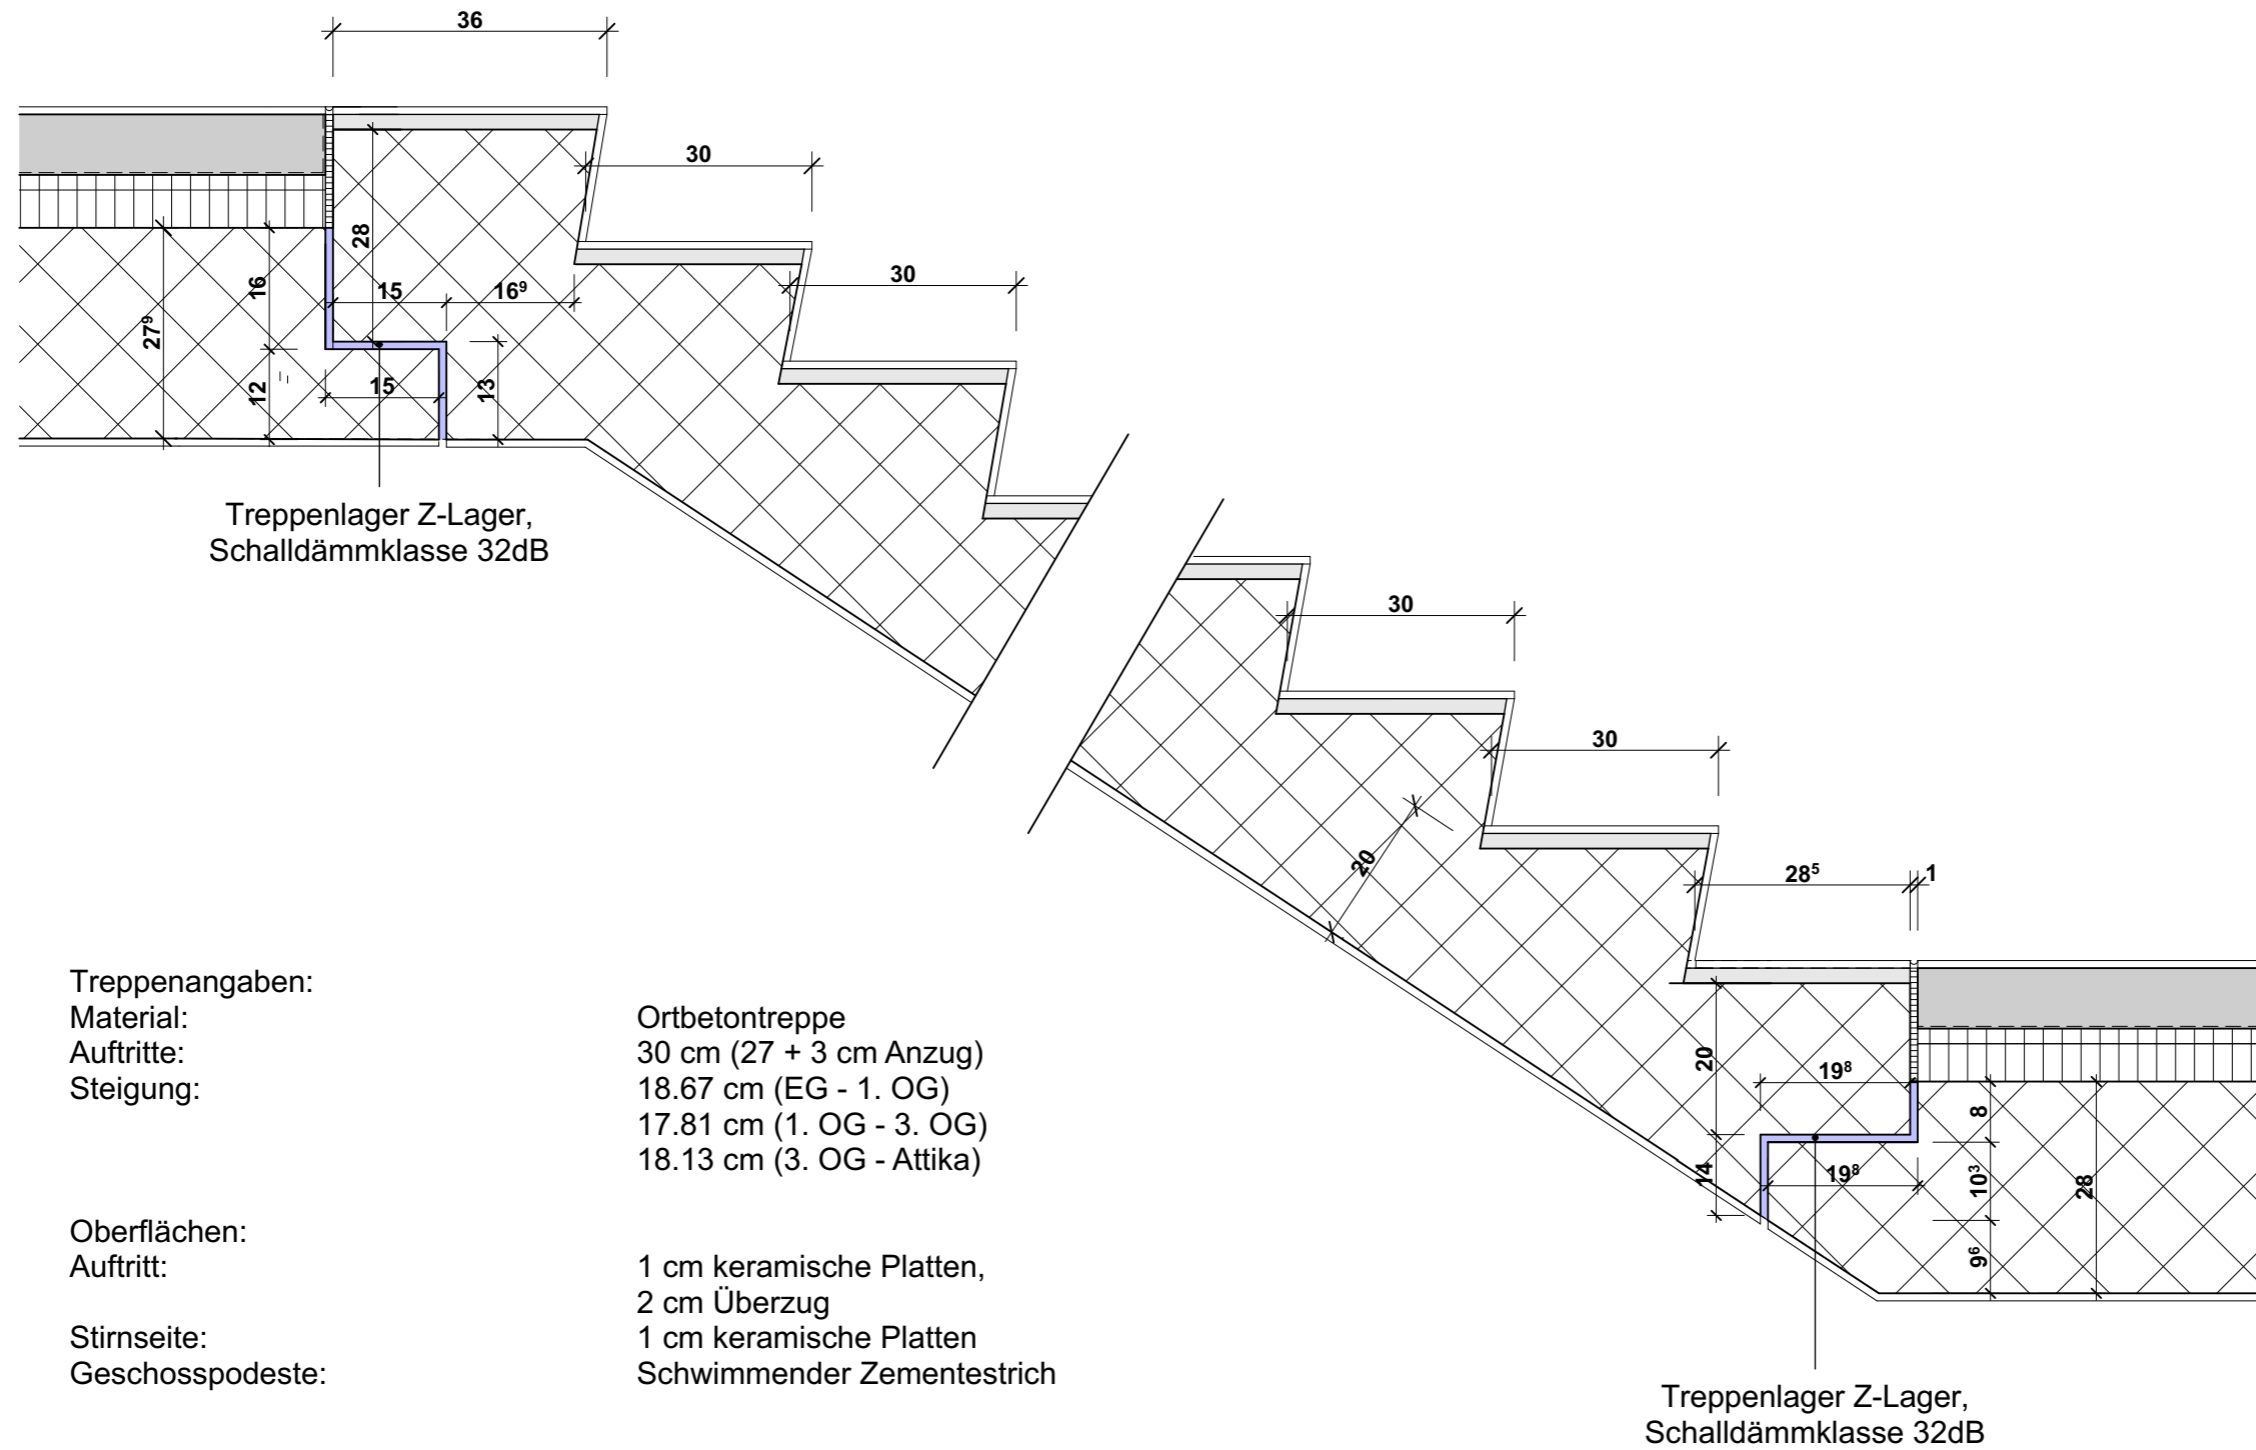 36
30
30
28
16
15
16⁹
27⁹
12
15
13
Treppenlager Z-Lager,
Schalldämmklasse 32dB
30
30
20
28⁵
1
Treppenangaben:
Material: Ortbetontreppe
Auftritte: 30 cm (27 + 3 cm Anzug)
Steigung: 18.67 cm (EG - 1. OG)
17.81 cm (1. OG - 3. OG)
18.13 cm (3. OG - Attika)
Oberflächen:
Auftritt: 1 cm keramische Platten,
2 cm Überzug
Stirnseite: 1 cm keramische Platten
Geschosspodeste: Schwimmender Zementestrich
20
19⁸
8
14
19⁸
10³
28
9⁶
Treppenlager Z-Lager,
Schalldämmklasse 32dB